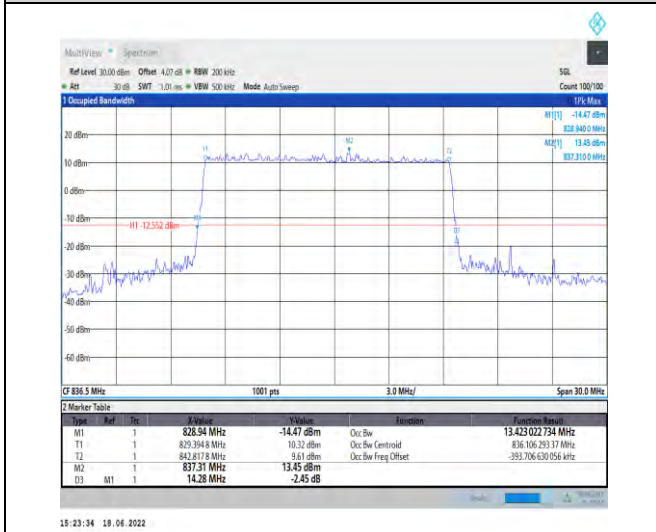 MultiView Spectrum
Ref Level 30.00 dBm Offset 4.07 dB RBW 200 kHz SGL
Att 30 dB SWT 1.01 ms VBW 500 kHz Mode Auto Sweep Count 100/100
1 Occupied Bandwidth 1Pk Max
M1[1] -14.47 dBm
828.940 0 MHz
M2[1] 13.45 dBm
837.310 0 MHz
20 dBm
M2
T1
T2
10 dBm
0 dBm
-10 dBm
M1
H1 -12.552 dBm
D3
-20 dBm
-30 dBm
-40 dBm
-50 dBm
-60 dBm
CF 836.5 MHz 1001 pts 3.0 MHz/ Span 30.0 MHz
2 Marker Table
Type Ref Trc X-Value Y-Value Function Function Result
M1 1 828.94 MHz -14.47 dBm Occ Bw 13.423 022 734 MHz
T1 1 829.394 8 MHz 10.32 dBm Occ Bw Centroid 836.106 293 37 MHz
T2 1 842.817 8 MHz 9.61 dBm Occ Bw Freq Offset -393.706 630 056 kHz
M2 1 837.31 MHz 13.45 dBm
D3 M1 1 14.28 MHz -2.45 dB
15:23:34 18.06.2022